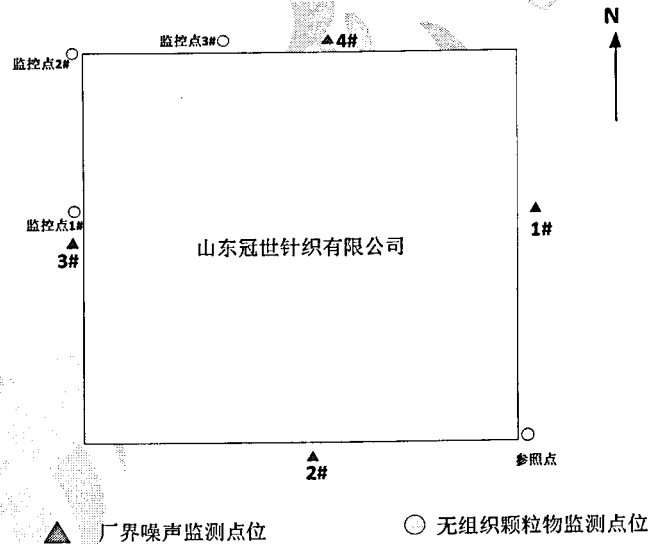 N
监控点3#
4#
监控点2#
1#
监控点1#
3#
山东冠世针织有限公司
参照点
2#
厂界噪声监测点位
无组织颗粒物监测点位